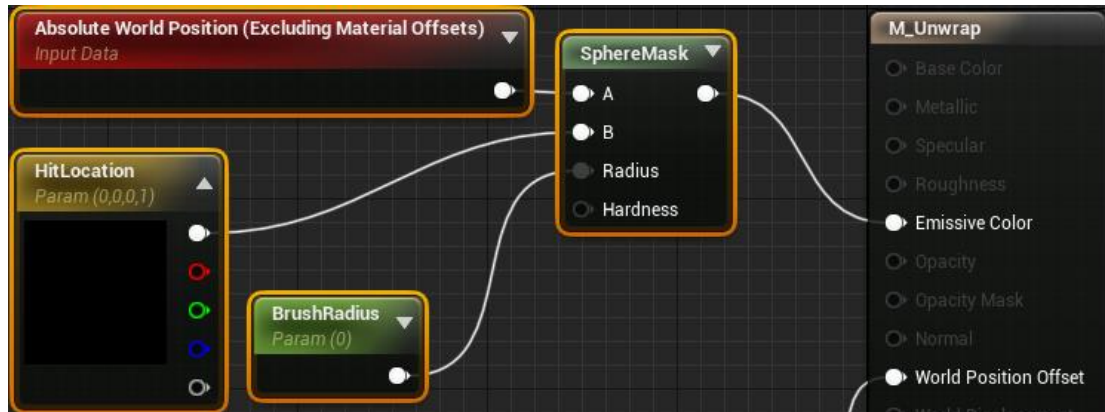 Absolute World Position (Excluding Material Offsets)
Input Data
HitLocation
Param (0,0,0,1)
BrushRadius
Param (0)
SphereMask
A
B
Radius
Hardness
M_Unwrap
Base Color
Metallic
Specular
Roughness
Emissive Color
Opacity
Opacity Mask
Normal
World Position Offset